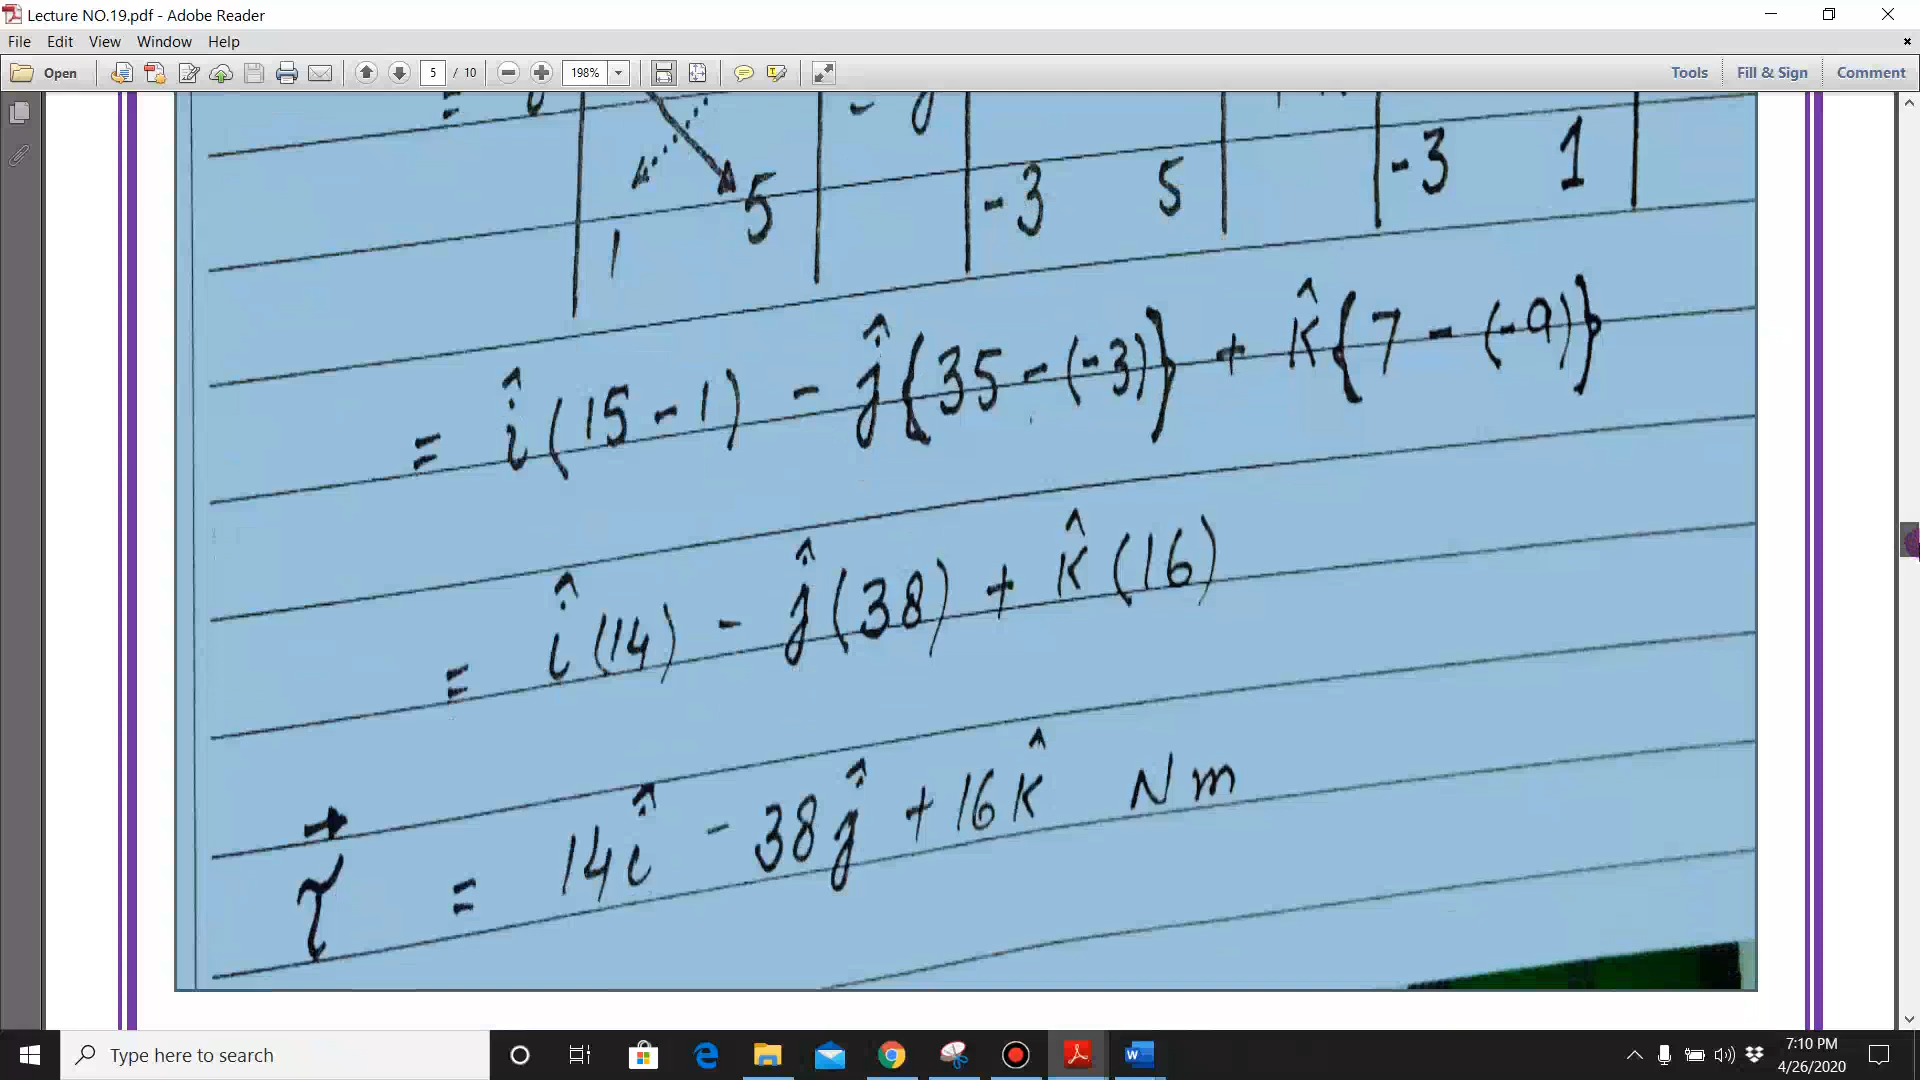 Lecture NO.19.pdf - Adobe Reader
File Edit View Window Help
Open 5 / 10 198% Tools Fill & Sign Comment
- 3 1
1 5 - 3 5
= î (15 - 1) - ĵ {35 - (-3)} + k̂ {7 - (-9)}
= î (14) - ĵ (38) + k̂ (16)
τ⃗ = 14î - 38ĵ + 16k̂ Nm
Type here to search
7:10 PM
4/26/2020